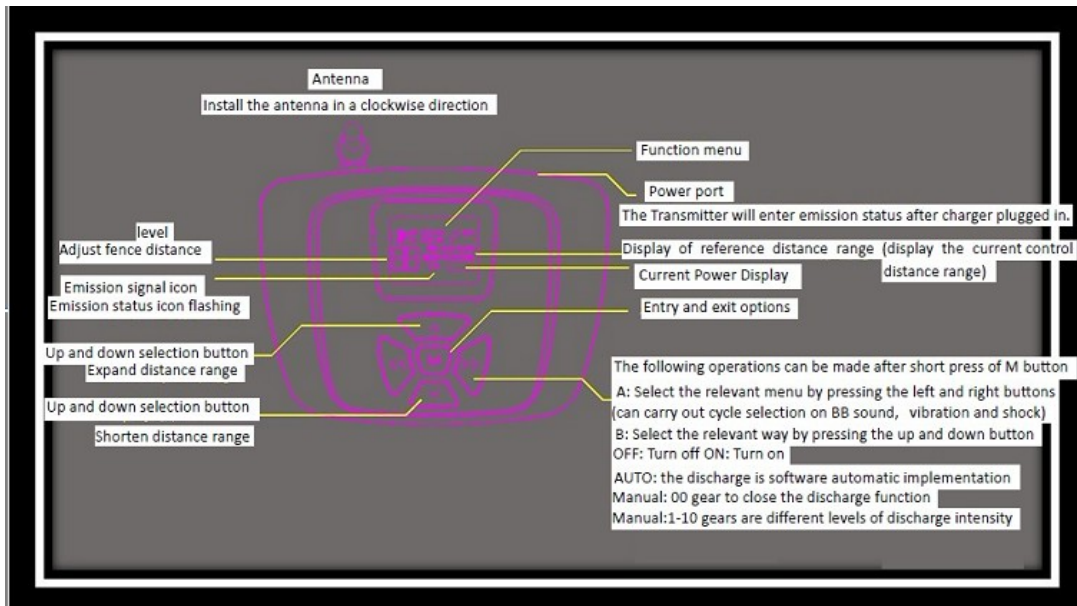 Antenna
Install the antenna in a clockwise direction
Function menu
Power port
The Transmitter will enter emission status after charger plugged in.
level
Adjust fence distance
Display of reference distance range (display the current control
distance range)
Current Power Display
Emission signal icon
Emission status icon flashing
Entry and exit options
Up and down selection button
Expand distance range
Up and down selection button
Shorten distance range
The following operations can be made after short press of M button
A: Select the relevant menu by pressing the left and right buttons
(can carry out cycle selection on BB sound, vibration and shock)
B: Select the relevant way by pressing the up and down button
OFF: Turn off ON: Turn on
AUTO: the discharge is software automatic implementation
Manual: 00 gear to close the discharge function
Manual:1-10 gears are different levels of discharge intensity